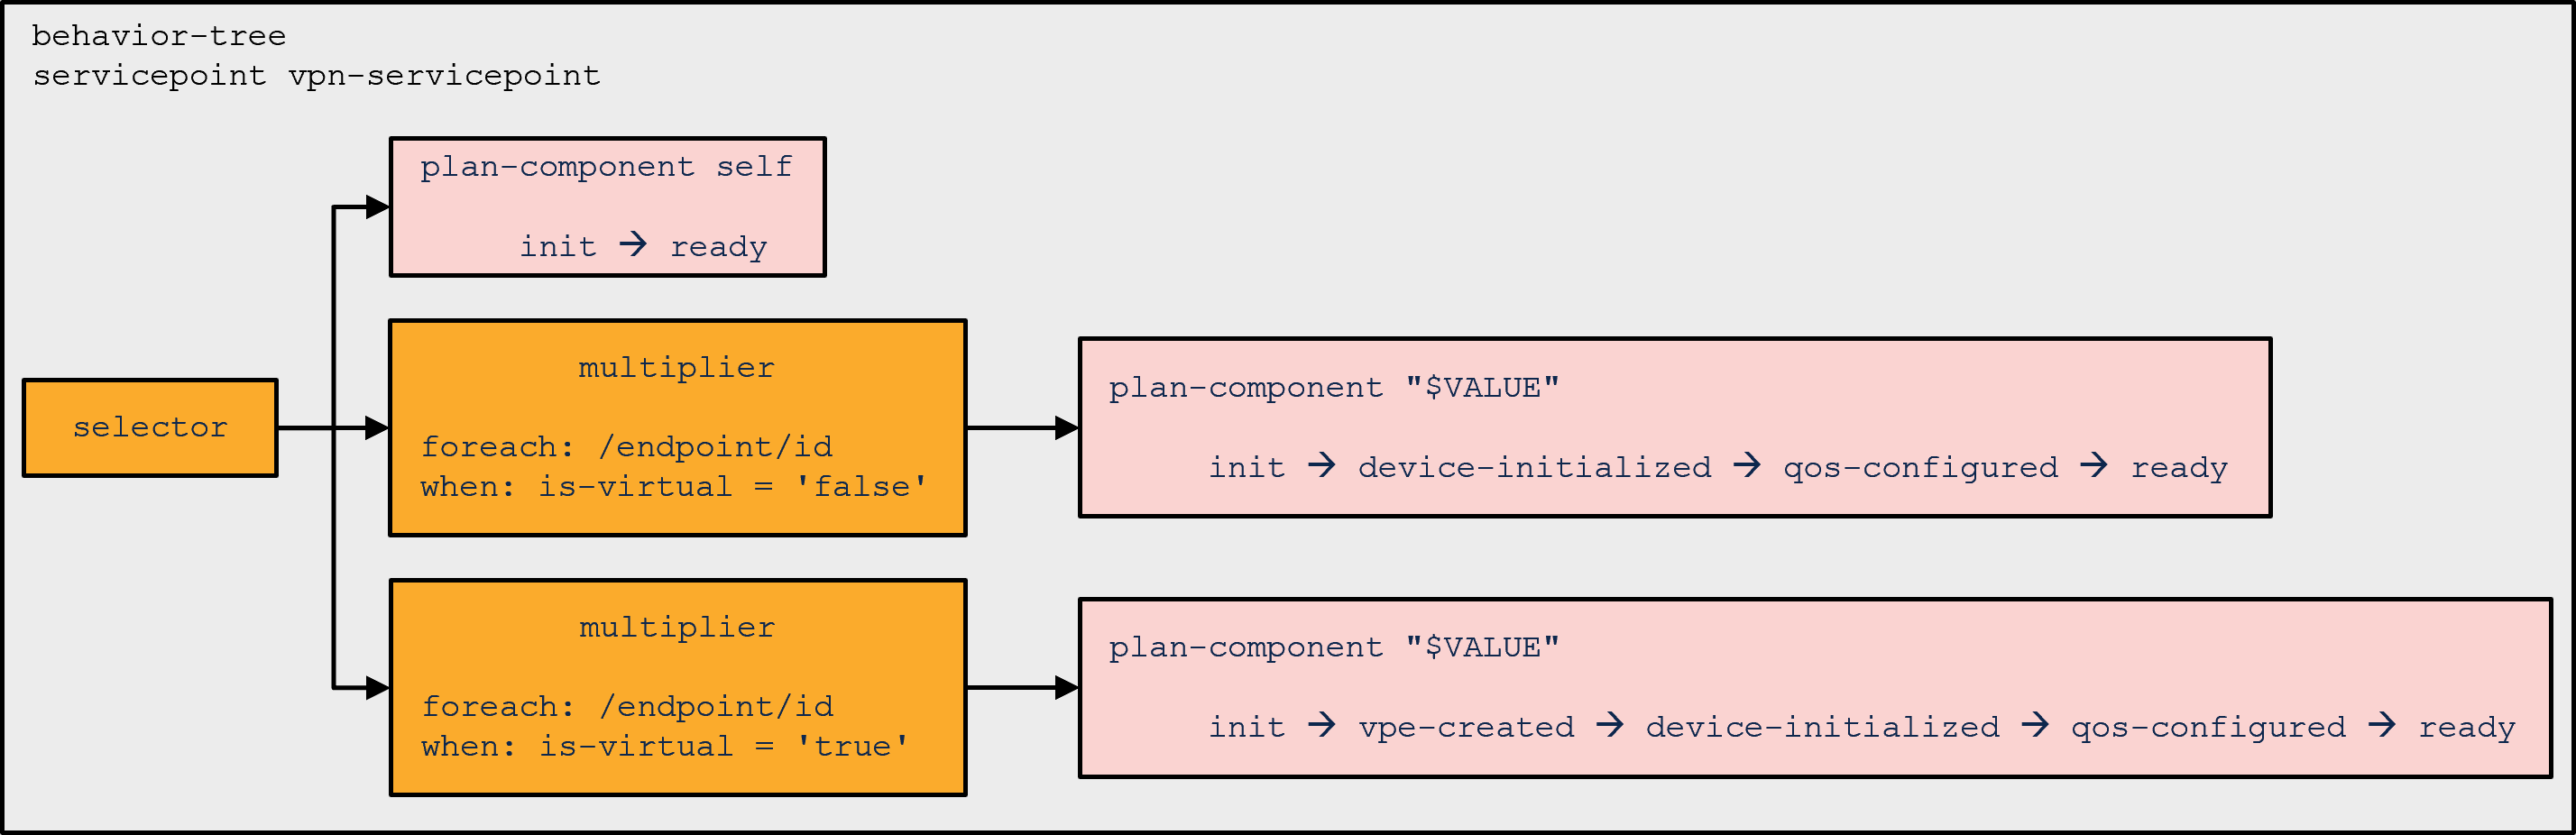 behavior-tree
servicepoint vpn-servicepoint
plan-component self
init → ready
selector
multiplier
foreach: /endpoint/id
when: is-virtual = 'false'
plan-component "$VALUE"
init → device-initialized → qos-configured → ready
multiplier
foreach: /endpoint/id
when: is-virtual = 'true'
plan-component "$VALUE"
init → vpe-created → device-initialized → qos-configured → ready